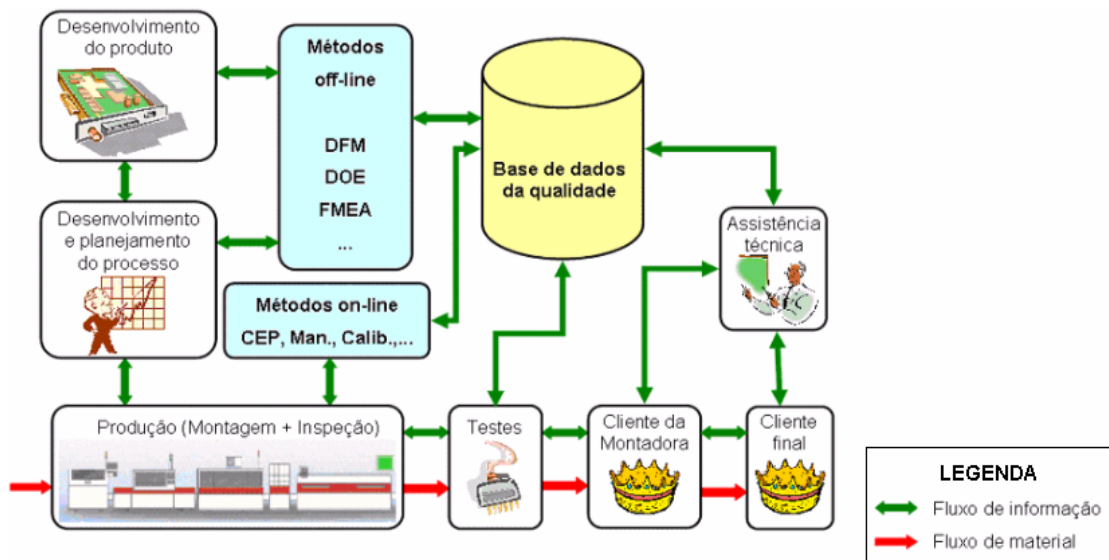 Desenvolvimento
do produto
Métodos
off-line
DFM
DOE
FMEA
...
Base de dados
da qualidade
Desenvolvimento
e planejamento
do processo
Métodos on-line
CEP, Man., Calib.,...
Assistência
técnica
Produção (Montagem + Inspeção)
Testes
Cliente da
Montadora
Cliente
final
LEGENDA
Fluxo de informação
Fluxo de material